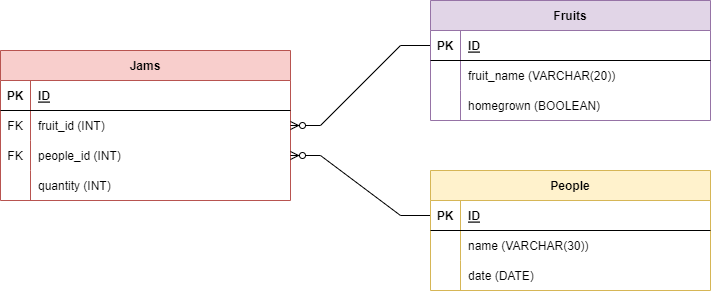 Jams
PK ID
FK fruit_id (INT)
FK people_id (INT)
quantity (INT)
Fruits
PK ID
fruit_name (VARCHAR(20))
homegrown (BOOLEAN)
People
PK ID
name (VARCHAR(30))
date (DATE)